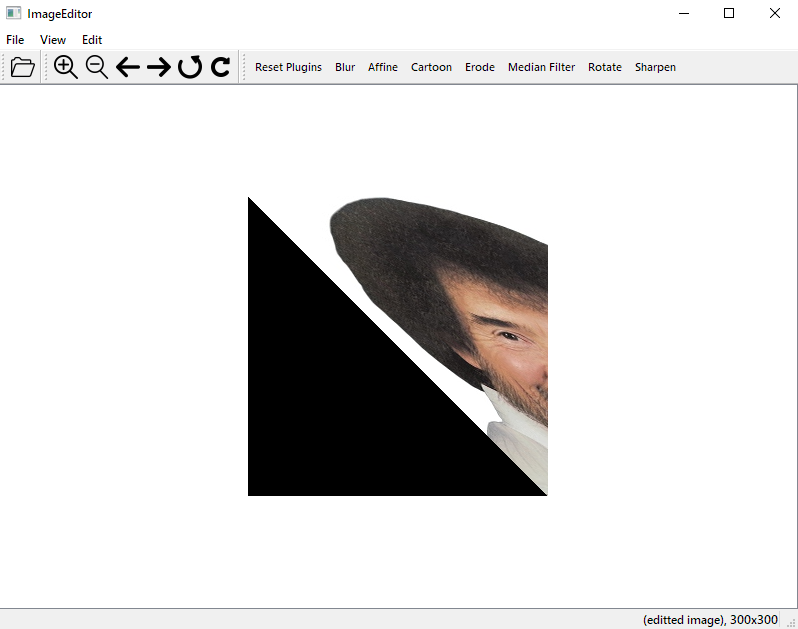 ImageEditor
File View Edit
Reset Plugins Blur Affine Cartoon Erode Median Filter Rotate Sharpen
(editted image), 300x300